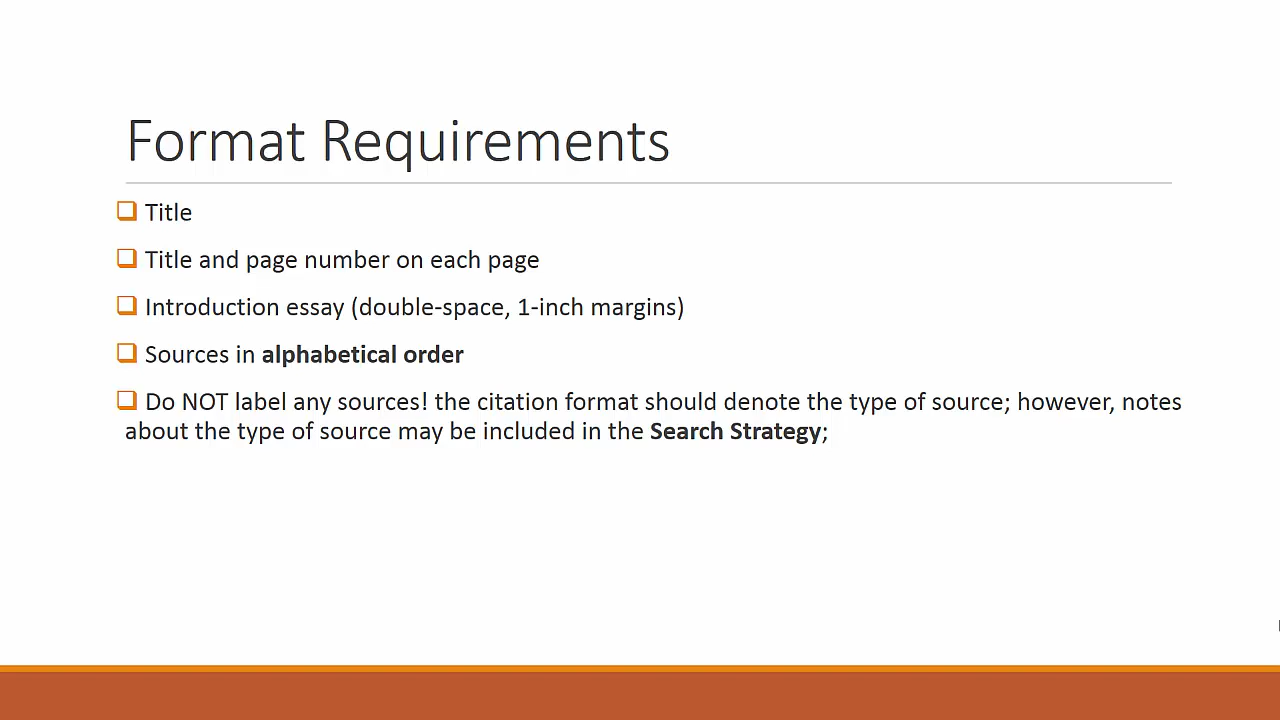 Format Requirements
Title
Title and page number on each page
Introduction essay (double-space, 1-inch margins)
Sources in alphabetical order
Do NOT label any sources! the citation format should denote the type of source; however, notes
about the type of source may be included in the Search Strategy;